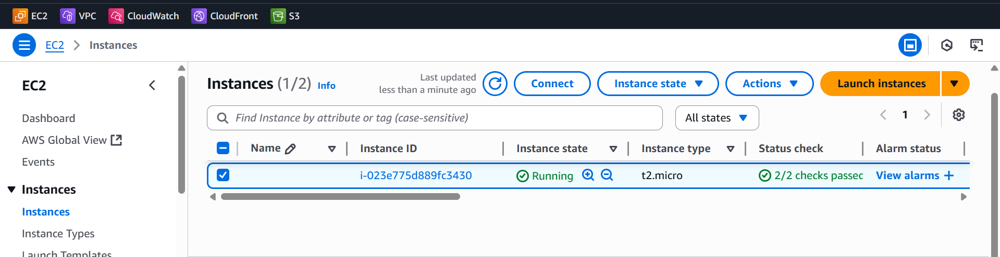 EC2 VPC CloudWatch CloudFront S3
EC2 Instances
EC2
Dashboard
AWS Global View
Events
Instances
Instances
Instance Types
Launch Templates
Instances (1/2) Info
Last updated
less than a minute ago
Connect Instance state Actions Launch instances
Find Instance by attribute or tag (case-sensitive) All states 1
Name Instance ID Instance state Instance type Status check Alarm status
i-023e775d889fc3430 Running t2.micro 2/2 checks passed View alarms +